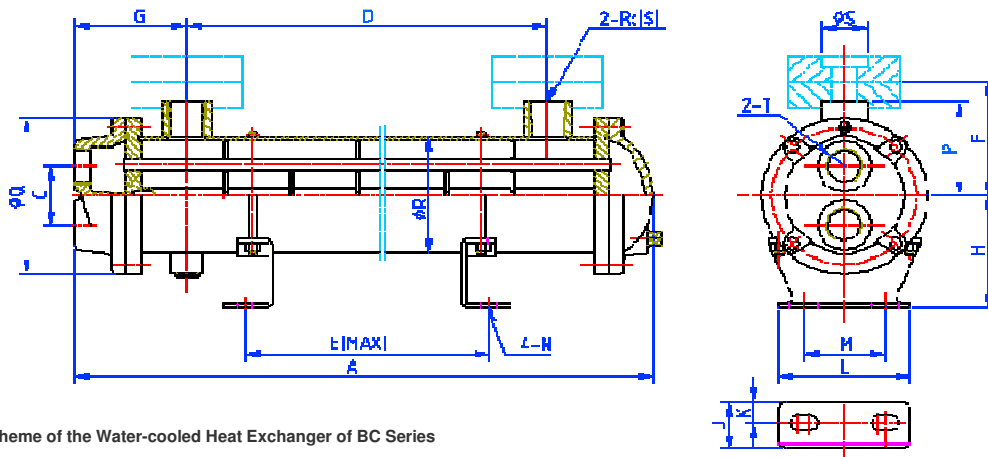 G
D
2-R(S)
φS
2-T
F
P
φQ
C
φR
H
E(MAX)
4-N
A
M
L
K
J
heme of the Water-cooled Heat Exchanger of BC Series